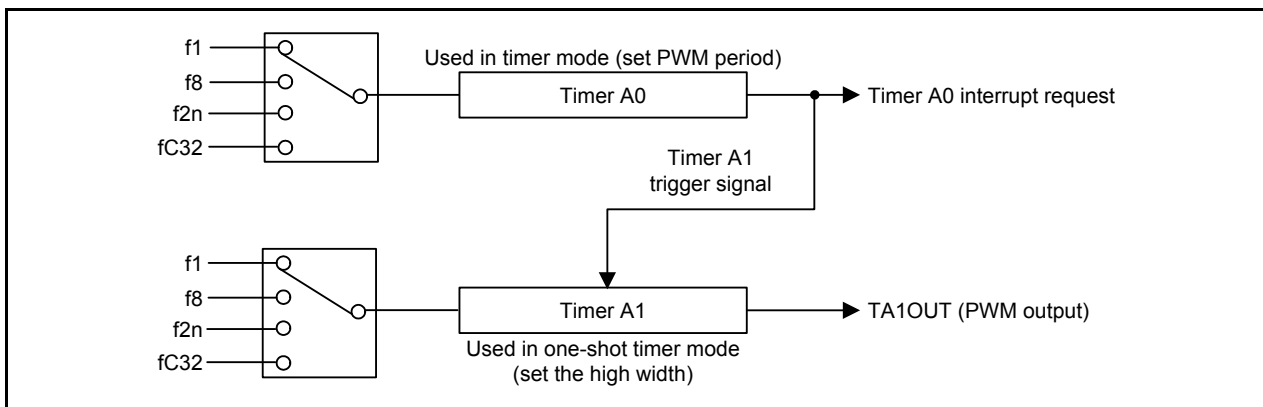 f1
f8
f2n
fC32
Used in timer mode (set PWM period)
Timer A0
Timer A0 interrupt request
Timer A1
trigger signal
f1
f8
f2n
fC32
Timer A1
TA1OUT (PWM output)
Used in one-shot timer mode
(set the high width)